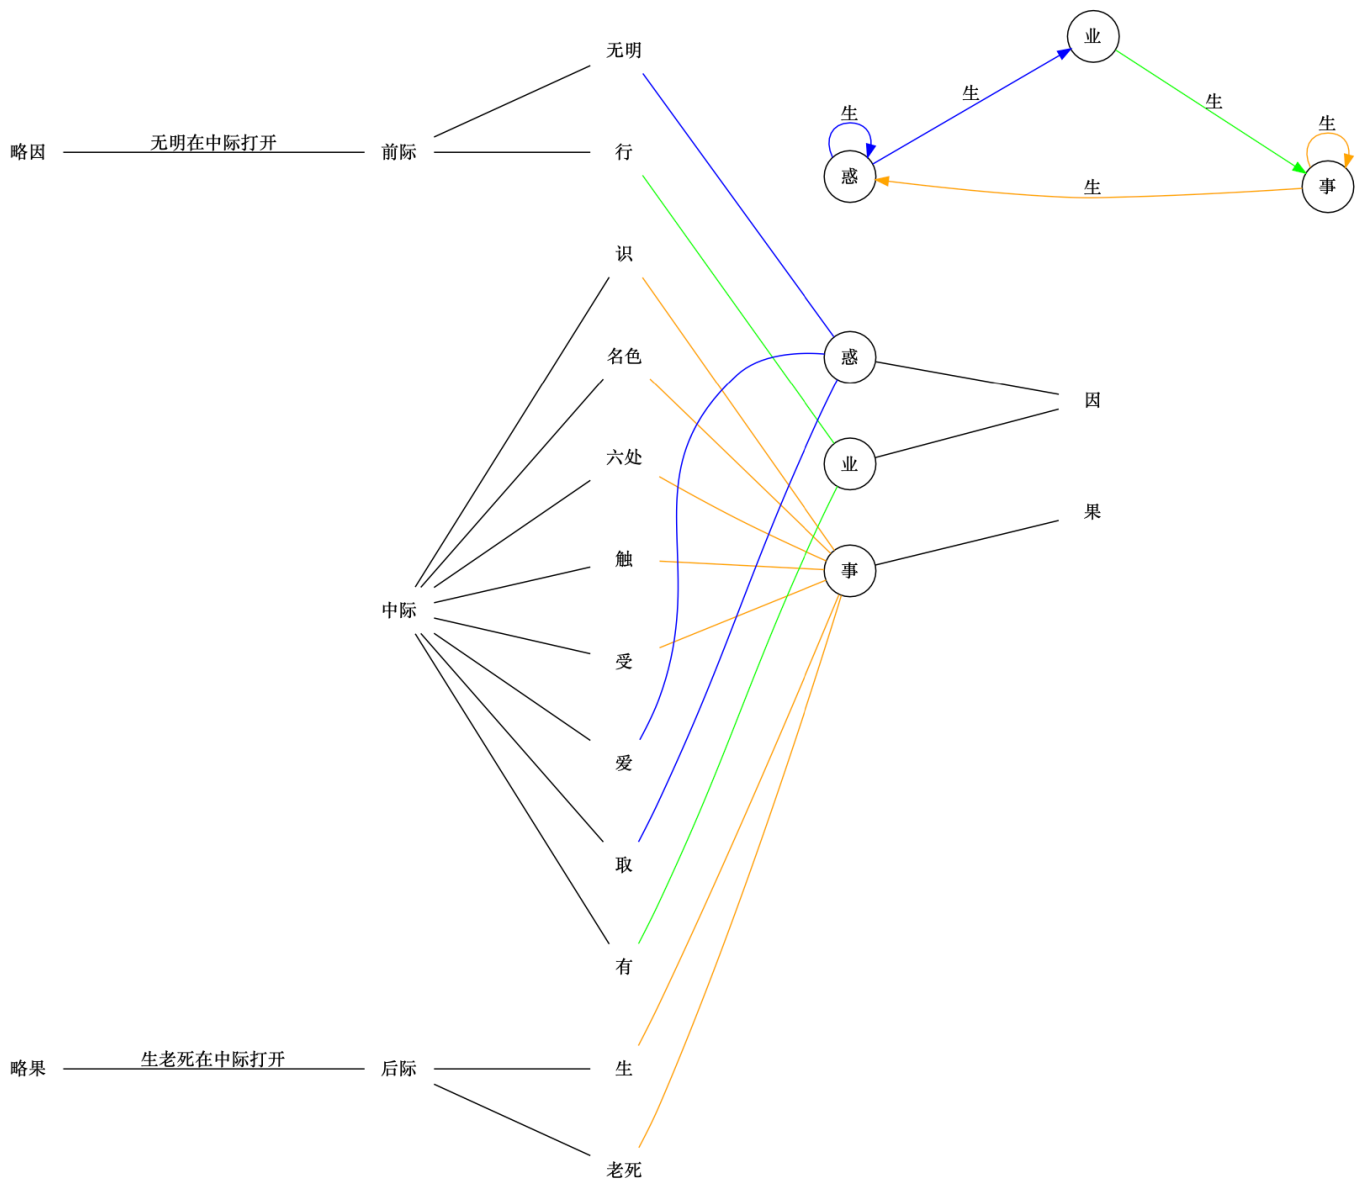 业
生
生
生
生
惑
事
生
无明
略因
无明在中际打开
前际
行
识
名色
惑
因
六处
业
果
触
事
中际
受
爱
取
有
略果
生老死在中际打开
后际
生
老死